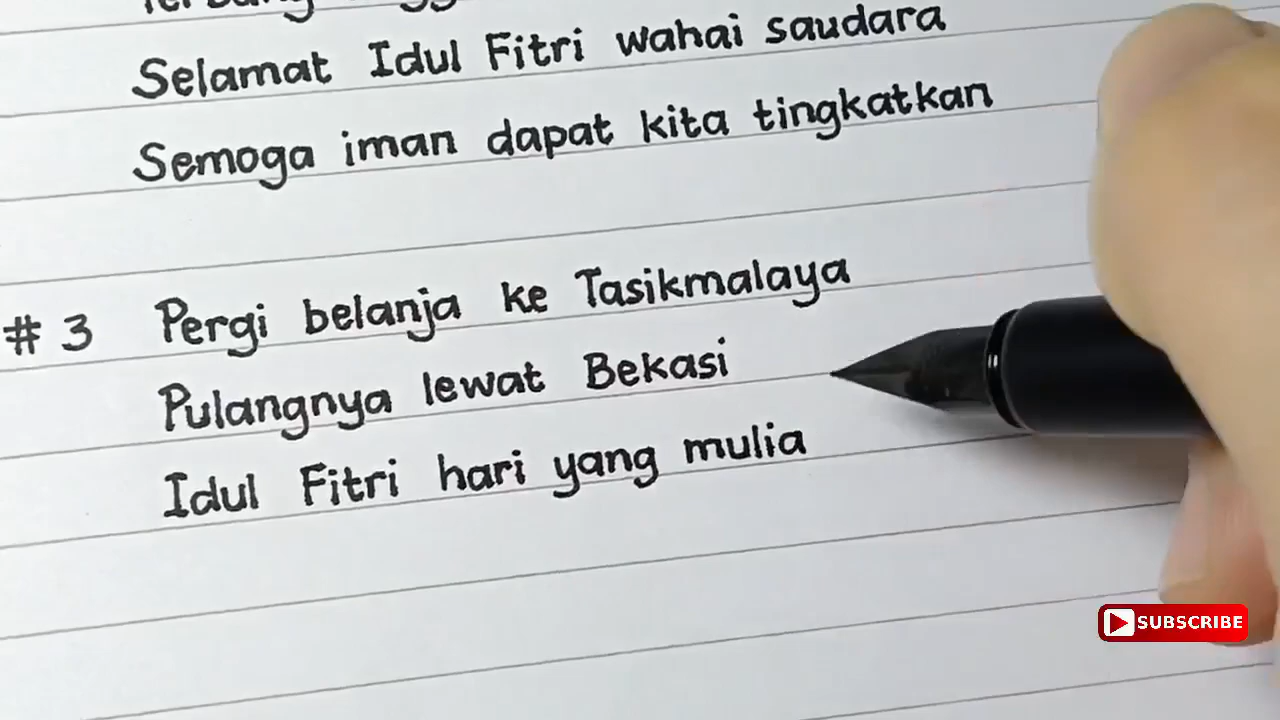 Selamat Idul Fitri wahai saudara
Semoga iman dapat kita tingkatkan
# 3 Pergi belanja ke Tasikmalaya
Pulangnya lewat Bekasi
Idul Fitri hari yang mulia
SUBSCRIBE